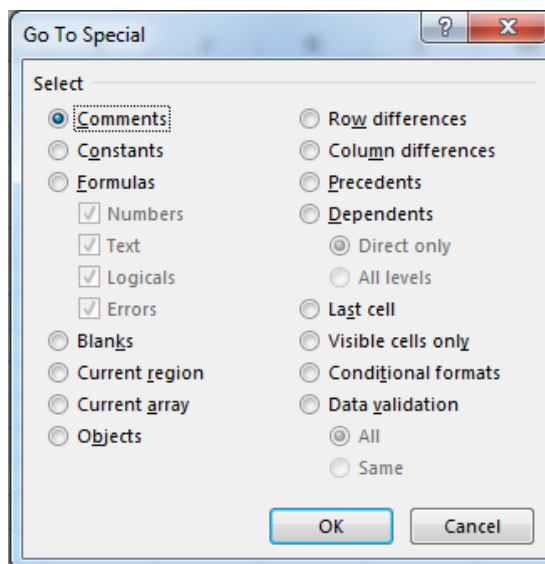 Go To Special
?
Select
Comments
Constants
Formulas
Numbers
Text
Logicals
Errors
Blanks
Current region
Current array
Objects
Row differences
Column differences
Precedents
Dependents
Direct only
All levels
Last cell
Visible cells only
Conditional formats
Data validation
All
Same
OK
Cancel